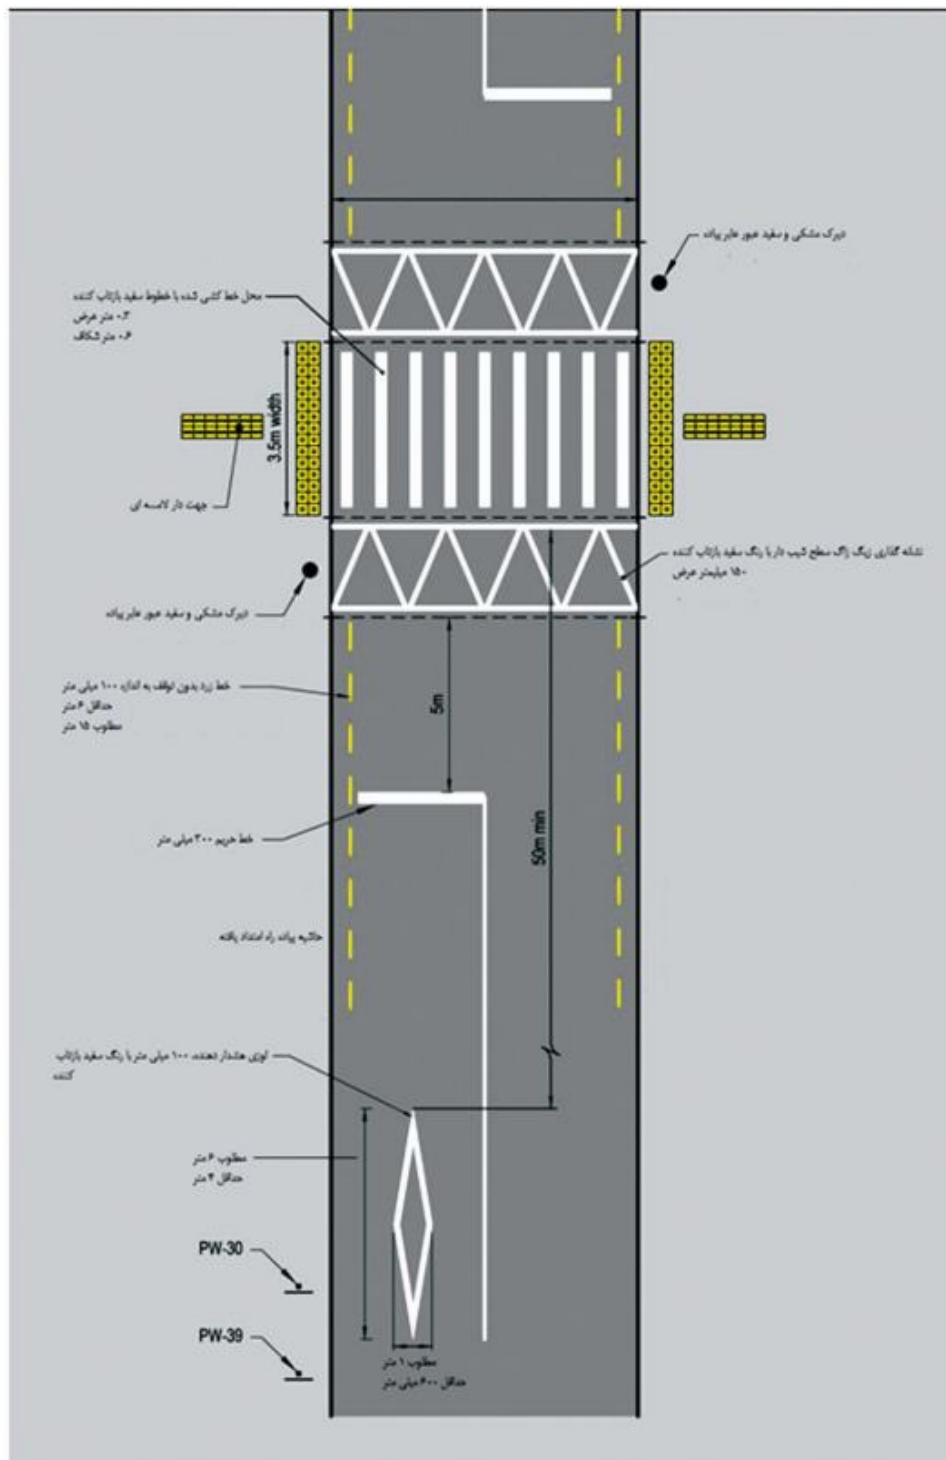 دیرک مشکی و سفید عبور عابر پیاده
محل خط کشی شده با خطوط سفید بازتاب کننده
۰.۳ متر عرض
۰.۶ متر شکاف
3.5m width
جهت دار لامسه ای
نشانه گذاری زیگ زاگ سطح شیب دار با رنگ سفید بازتاب کننده
۱۵۰ میلیمتر عرض
دیرک مشکی و سفید عبور عابر پیاده
خط زرد بدون توقف به اندازه ۱۰۰ میلی متر
حداقل ۶ متر
مطلوب ۱۵ متر
5m
50m min
خط حریم ۳۰۰ میلی متر
حاشیه پیاده راه امتداد یافته
لوزی هشدار دهنده، ۱۰۰ میلی متر با رنگ سفید بازتاب
کننده
مطلوب ۶ متر
حداقل ۴ متر
PW-30
PW-39
مطلوب ۱ متر
حداقل ۶۰۰ میلی متر